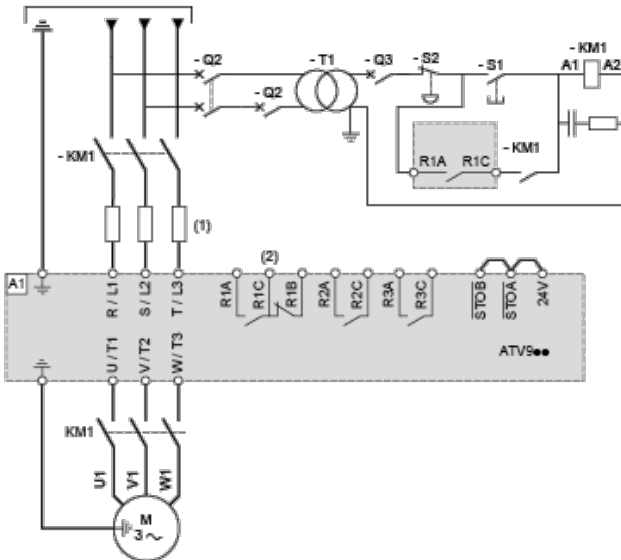 - Q2
- T1
- Q3
- S2
- S1
- KM1
A1
A2
- Q2
- KM1
R1A
R1C
- KM1
(1)
(2)
A1
R / L1
S / L2
T / L3
R1A
R1C
R1B
R2A
R2C
R3A
R3C
STOB
STOA
24V
U / T1
V / T2
W / T3
ATV9●●
KM1
U1
V1
W1
M
3 ~